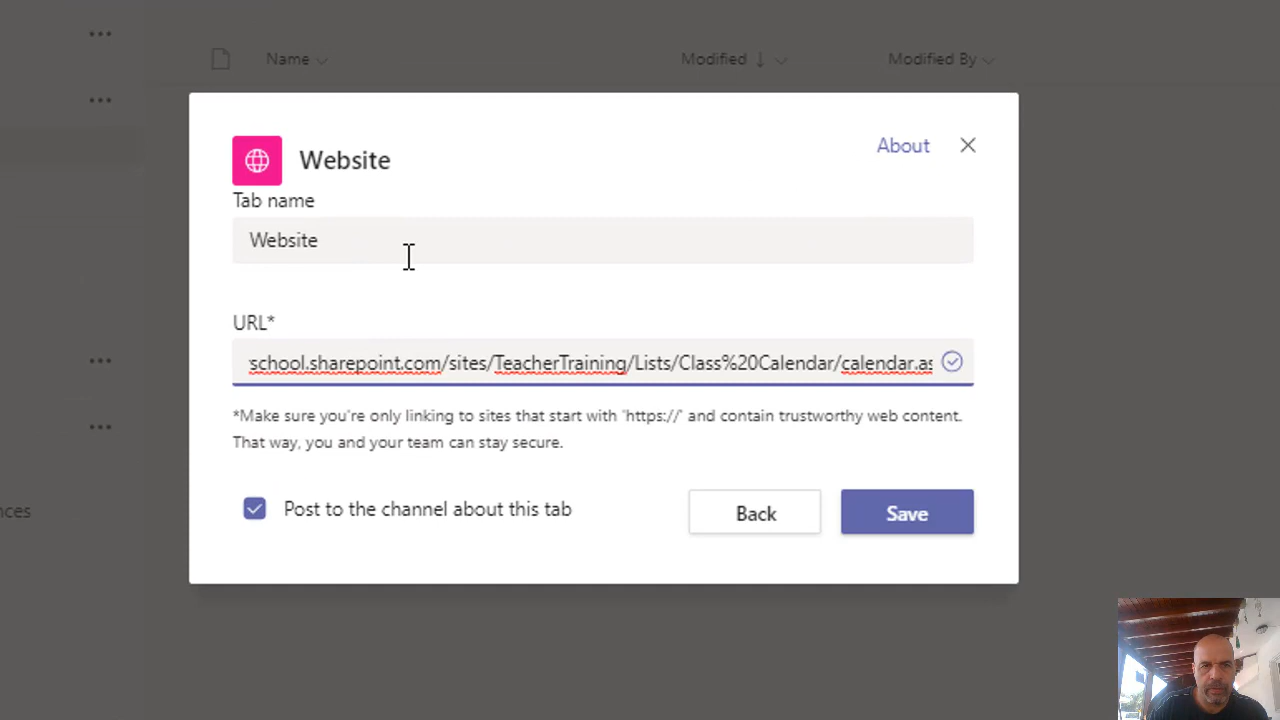 Name
Modified
Modified By
Website
About
Tab name
Website
URL*
school.sharepoint.com/sites/TeacherTraining/Lists/Class%20Calendar/calendar.as
*Make sure you're only linking to sites that start with 'https://' and contain trustworthy web content.
That way, you and your team can stay secure.
nces
Post to the channel about this tab
Back
Save